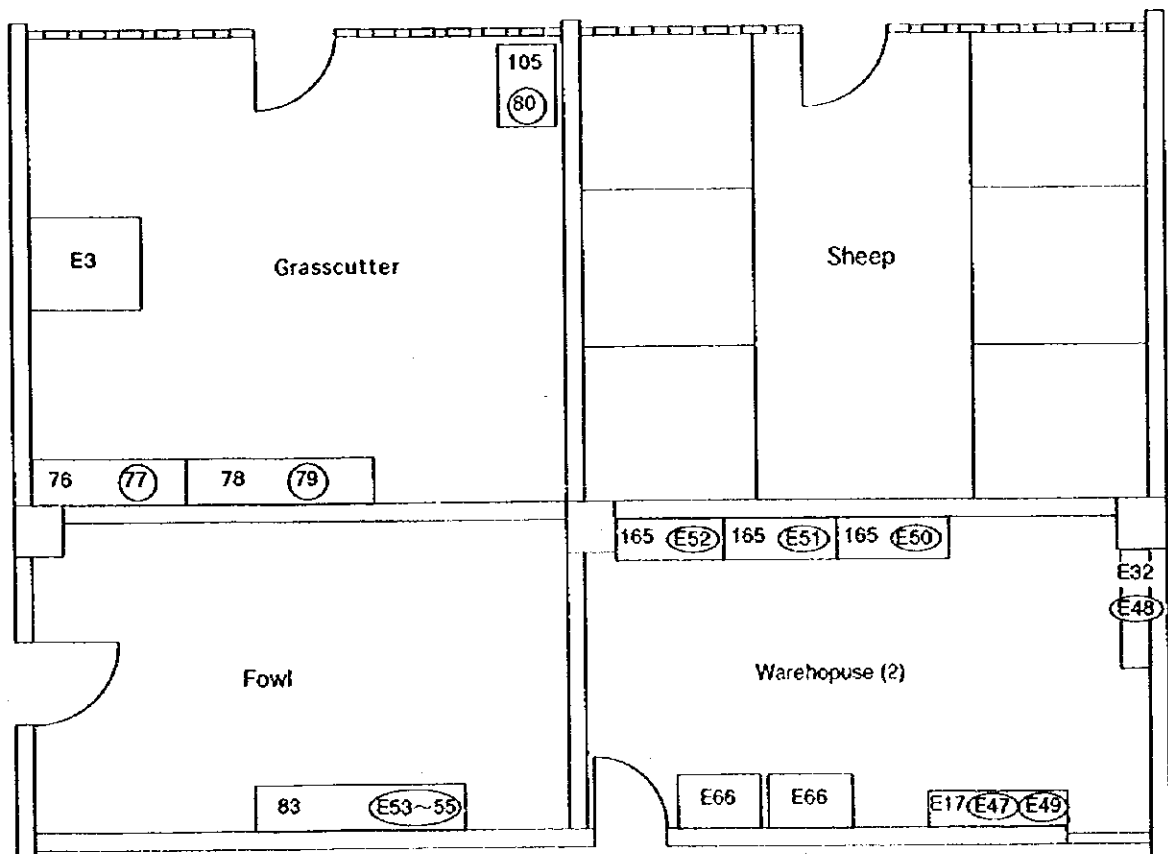 105
80
E3
Grasscutter
Sheep
76 77 78 79
165 E52 165 E51 165 E50
E32
E48
Fowl
Warehopuse (2)
83 E53~55
E66 E66 E17 E47 E49